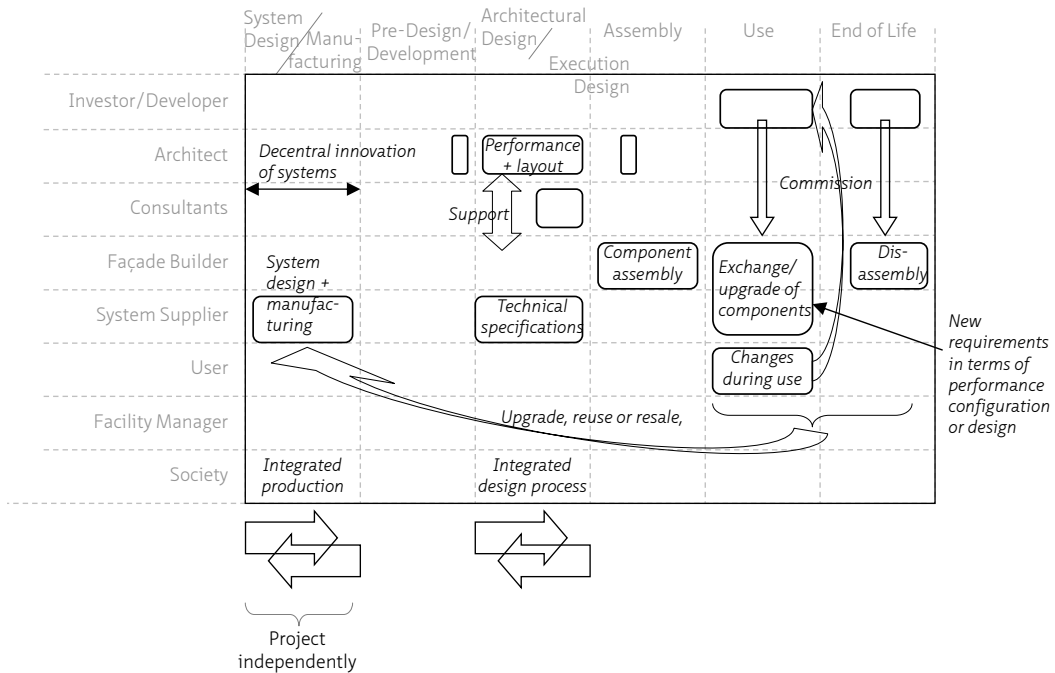 System
Design
Manu-
facturing
Pre-Design/
Development
Architectural
Design
Execution
Design
Assembly
Use
End of Life
Investor/Developer
Architect
Decentral innovation
of systems
Performance
+ layout
Commission
Consultants
Support
Façade Builder
System
design +
manufac-
turing
Component
assembly
Exchange/
upgrade of
components
Dis-
assembly
System Supplier
Technical
specifications
New
requirements
in terms of
performance
configuration
or design
User
Changes
during use
Facility Manager
Upgrade, reuse or resale,
Society
Integrated
production
Integrated
design process
Project
independently